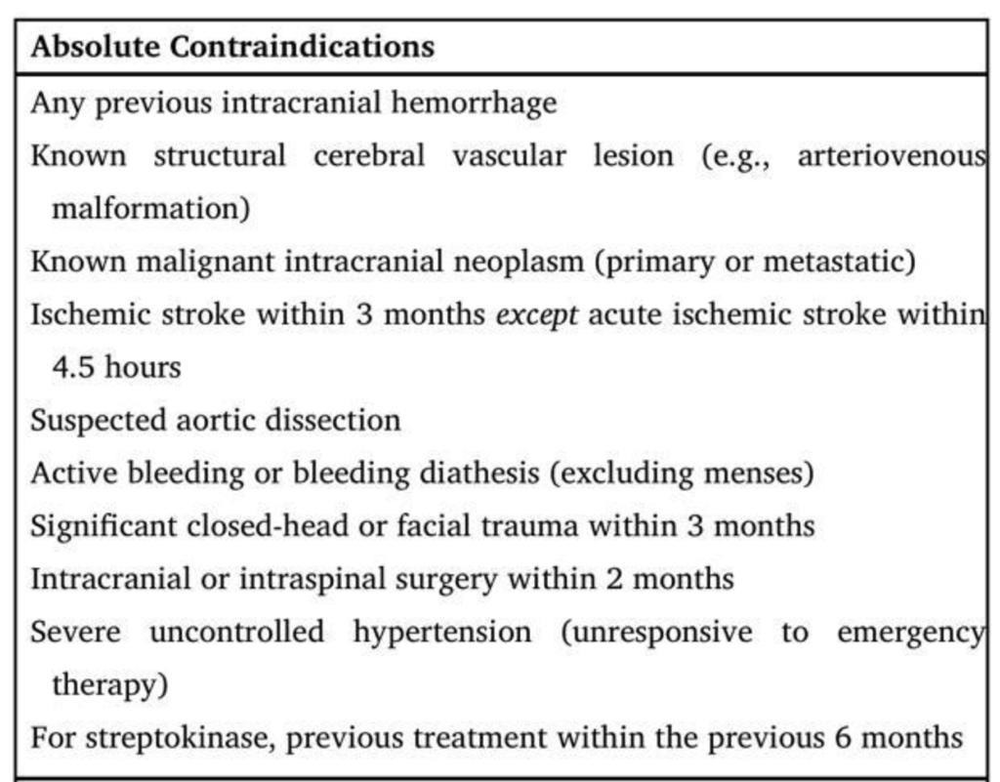 Absolute Contraindications
Any previous intracranial hemorrhage
Known structural cerebral vascular lesion (e.g., arteriovenous
malformation)
Known malignant intracranial neoplasm (primary or metastatic)
Ischemic stroke within 3 months except acute ischemic stroke within
4.5 hours
Suspected aortic dissection
Active bleeding or bleeding diathesis (excluding menses)
Significant closed-head or facial trauma within 3 months
Intracranial or intraspinal surgery within 2 months
Severe uncontrolled hypertension (unresponsive to emergency
therapy)
For streptokinase, previous treatment within the previous 6 months